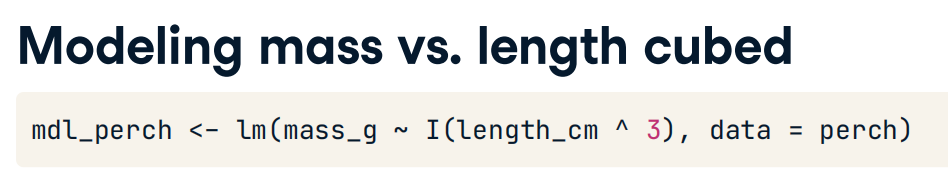 Modeling mass vs. length cubed
mdl_perch <- lm(mass_g ~ I(length_cm ^ 3), data = perch)